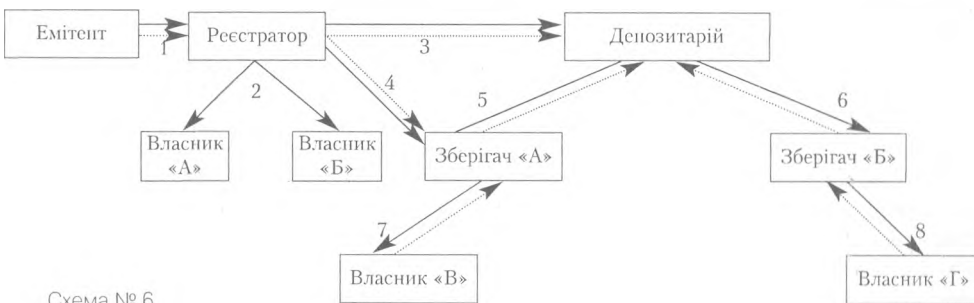 Емітент
Реєстратор
Депозитарій
1
3
2
4
5
6
Власник
«А»
Власник
«Б»
Зберігач «А»
Зберігач «Б»
7
8
Власник «В»
Власник «Г»
Схема № 6